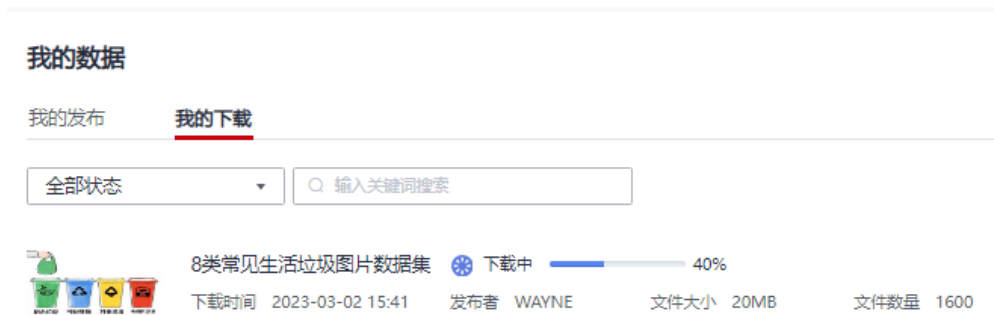 我的数据
我的发布 我的下载
全部状态 输入关键词搜索
8类常见生活垃圾图片数据集 下载中 40%
下载时间 2023-03-02 15:41 发布者 WAYNE 文件大小 20MB 文件数量 1600